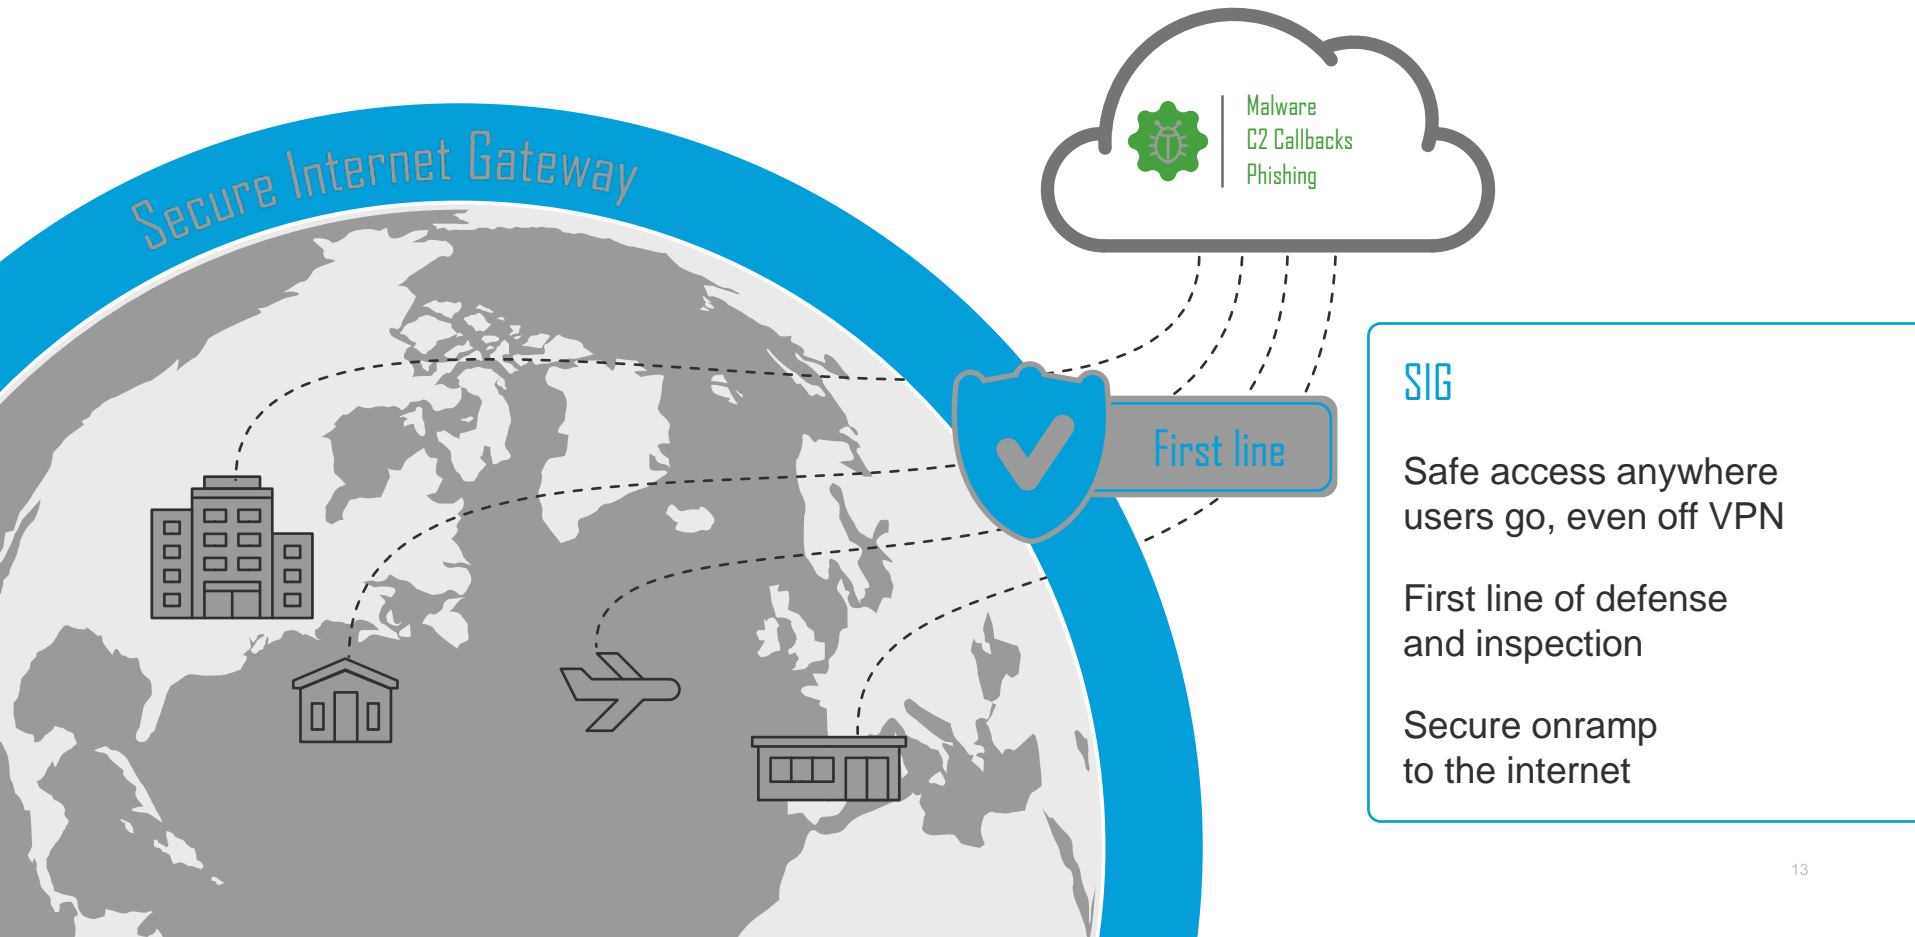 Secure Internet Gateway
Malware
C2 Callbacks
Phishing
First line
SIG
Safe access anywhere
users go, even off VPN
First line of defense
and inspection
Secure onramp
to the internet
13